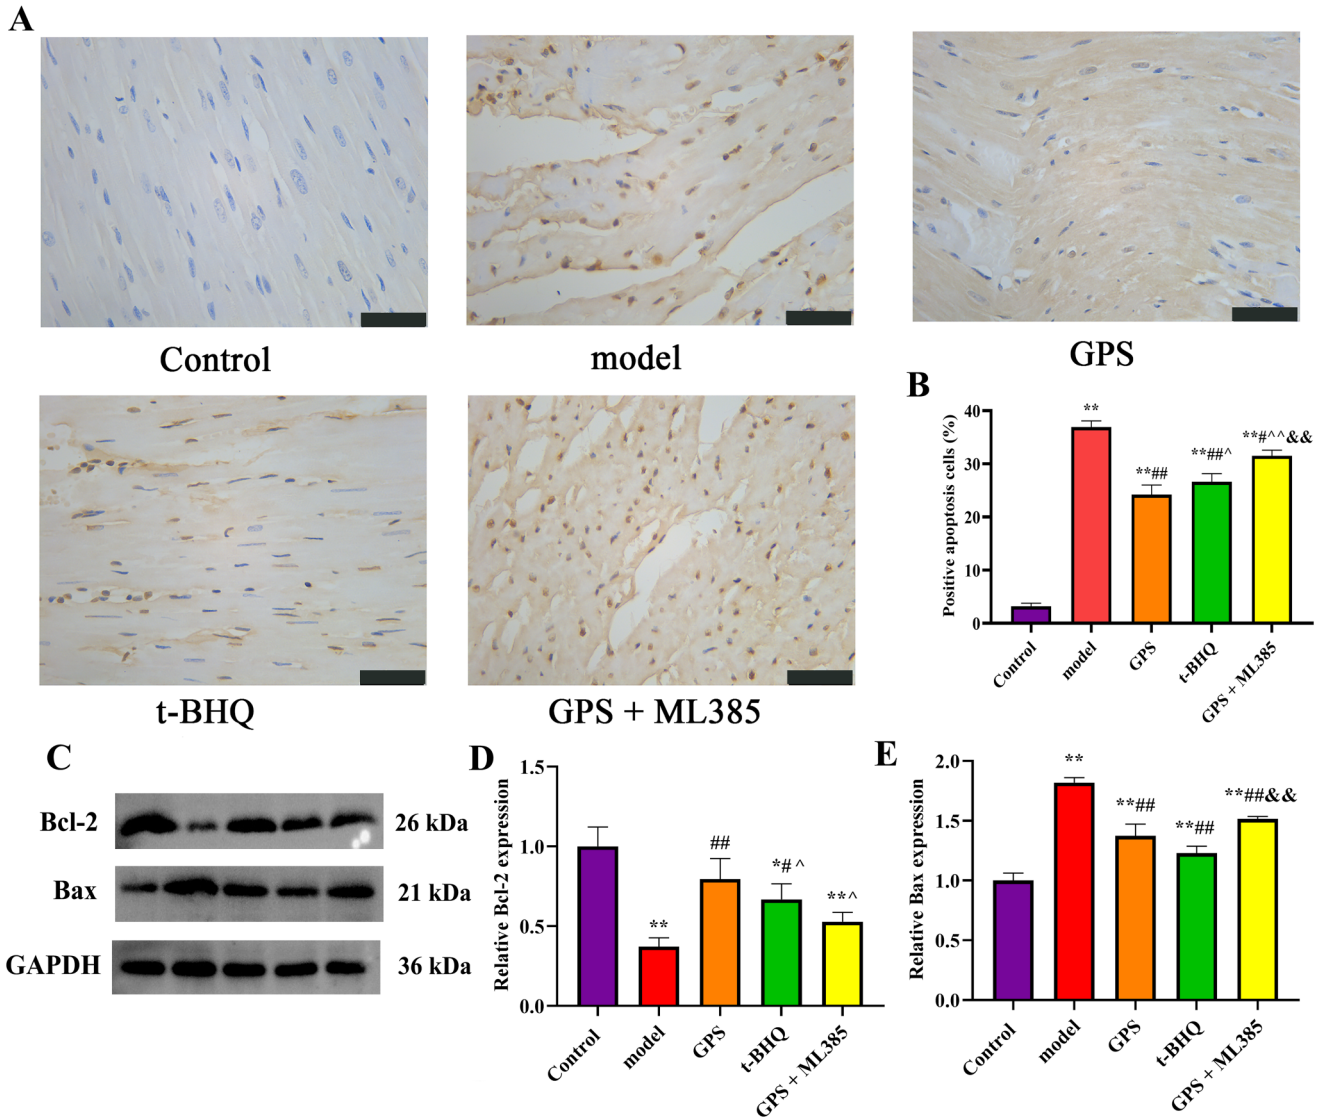 A
Control
model
GPS
t-BHQ
GPS + ML385
B
Positive apoptosis cells (%)
40
30
20
10
0
**
**##
**##^
**#^^&&
Control
model
GPS
t-BHQ
GPS + ML385
C
Bcl-2
26 kDa
Bax
21 kDa
GAPDH
36 kDa
D
Relative Bcl-2 expression
1.5
1.0
0.5
0.0
**
##
*# ^
**^
Control
model
GPS
t-BHQ
GPS + ML385
E
Relative Bax expression
2.0
1.5
1.0
0.5
0.0
**
**##
**##
**##&&
Control
model
GPS
t-BHQ
GPS + ML385